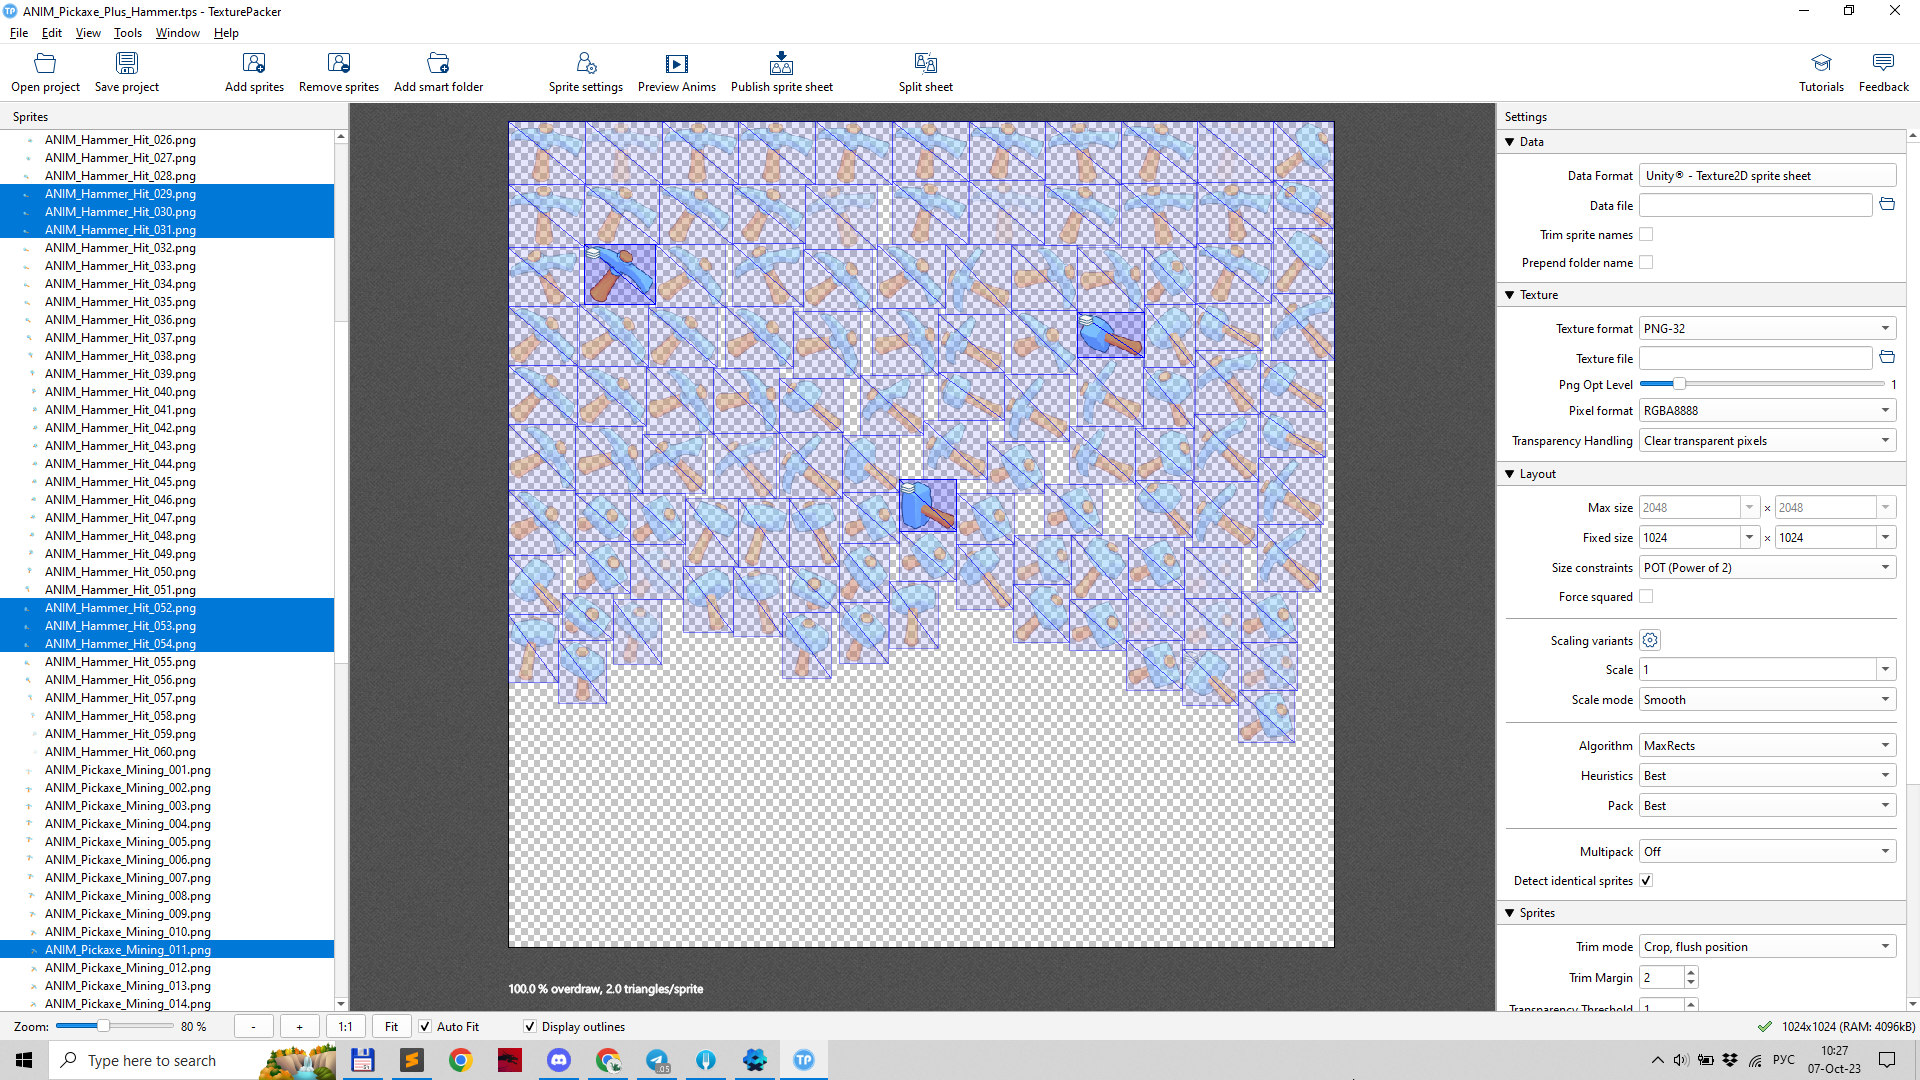 ANIM_Pickaxe_Plus_Hammer.tps - TexturePacker
File Edit View Tools Window Help
Open project Save project Add sprites Remove sprites Add smart folder Sprite settings Preview Anims Publish sprite sheet Split sheet Tutorials Feedback
Sprites
ANIM_Hammer_Hit_026.png
ANIM_Hammer_Hit_027.png
ANIM_Hammer_Hit_028.png
ANIM_Hammer_Hit_029.png
ANIM_Hammer_Hit_030.png
ANIM_Hammer_Hit_031.png
ANIM_Hammer_Hit_032.png
ANIM_Hammer_Hit_033.png
ANIM_Hammer_Hit_034.png
ANIM_Hammer_Hit_035.png
ANIM_Hammer_Hit_036.png
ANIM_Hammer_Hit_037.png
ANIM_Hammer_Hit_038.png
ANIM_Hammer_Hit_039.png
ANIM_Hammer_Hit_040.png
ANIM_Hammer_Hit_041.png
ANIM_Hammer_Hit_042.png
ANIM_Hammer_Hit_043.png
ANIM_Hammer_Hit_044.png
ANIM_Hammer_Hit_045.png
ANIM_Hammer_Hit_046.png
ANIM_Hammer_Hit_047.png
ANIM_Hammer_Hit_048.png
ANIM_Hammer_Hit_049.png
ANIM_Hammer_Hit_050.png
ANIM_Hammer_Hit_051.png
ANIM_Hammer_Hit_052.png
ANIM_Hammer_Hit_053.png
ANIM_Hammer_Hit_054.png
ANIM_Hammer_Hit_055.png
ANIM_Hammer_Hit_056.png
ANIM_Hammer_Hit_057.png
ANIM_Hammer_Hit_058.png
ANIM_Hammer_Hit_059.png
ANIM_Hammer_Hit_060.png
ANIM_Pickaxe_Mining_001.png
ANIM_Pickaxe_Mining_002.png
ANIM_Pickaxe_Mining_003.png
ANIM_Pickaxe_Mining_004.png
ANIM_Pickaxe_Mining_005.png
ANIM_Pickaxe_Mining_006.png
ANIM_Pickaxe_Mining_007.png
ANIM_Pickaxe_Mining_008.png
ANIM_Pickaxe_Mining_009.png
ANIM_Pickaxe_Mining_010.png
ANIM_Pickaxe_Mining_011.png
ANIM_Pickaxe_Mining_012.png
ANIM_Pickaxe_Mining_013.png
ANIM_Pickaxe_Mining_014.png
100.0 % overdraw, 2.0 triangles/sprite
Settings
Data
Data Format Unity® - Texture2D sprite sheet
Data file
Trim sprite names
Prepend folder name
Texture
Texture format PNG-32
Texture file
Png Opt Level 1
Pixel format RGBA8888
Transparency Handling Clear transparent pixels
Layout
Max size 2048 × 2048
Fixed size 1024 × 1024
Size constraints POT (Power of 2)
Force squared
Scaling variants
Scale 1
Scale mode Smooth
Algorithm MaxRects
Heuristics Best
Pack Best
Multipack Off
Detect identical sprites
Sprites
Trim mode Crop, flush position
Trim Margin 2
Transparency Threshold 1
Zoom: 80 % - + 1:1 Fit Auto Fit Display outlines 1024x1024 (RAM: 4096kB)
Type here to search
TP
.05
РУС
10:27
07-Oct-23